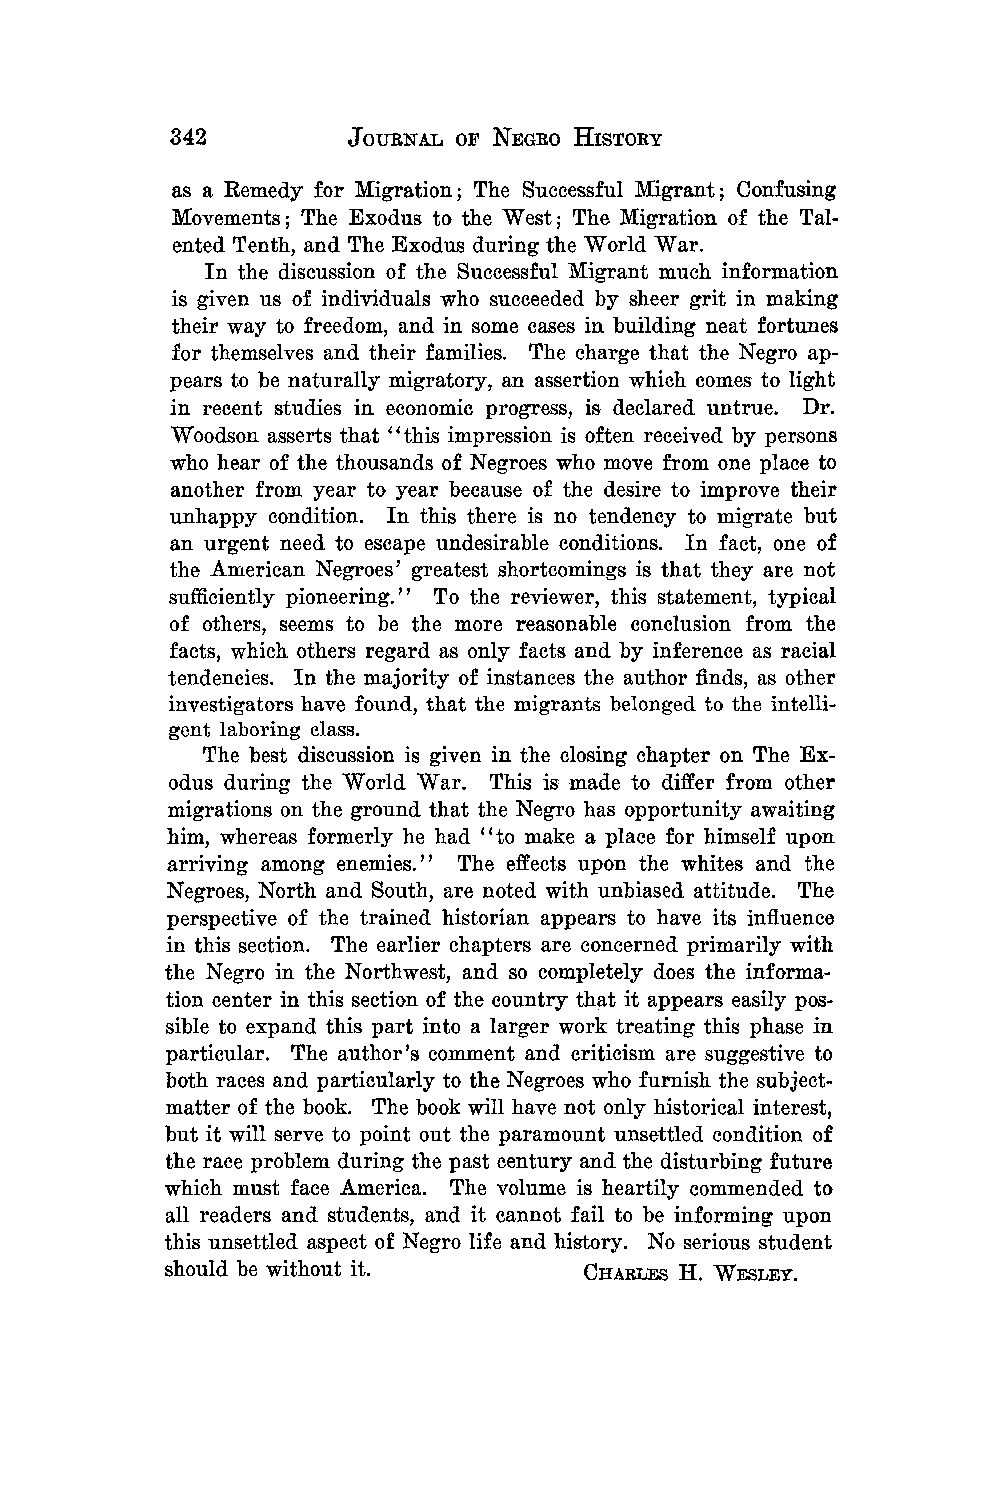 342 JOURNAL OF NEGRO HISTORY
as a Remedy for Migration; The Successful Migrant; Confusing
Movements; The Exodus to the West; The Migration of the Tal-
ented Tenth, and The Exodus during the World War.
In the discussion of the Successful Migrant much information
is given us of individuals who succeeded by sheer grit in making
their way to freedom, and in some cases in building neat fortunes
for themselves and their families. The charge that the Negro ap-
pears to be naturally migratory, an assertion which comes to light
in recent studies in economic progress, is declared untrue. Dr.
Woodson asserts that "this impression is often received by persons
who hear of the thousands of Negroes who move from one place to
another from year to year because of the desire to improve their
unhappy condition. In this there is no tendency to migrate but
an urgent need to escape undesirable conditions. In fact, one of
the American Negroes' greatest shortcomings is that they are not
sufficiently pioneering." To the reviewer, this statement, typical
of others, seems to be the more reasonable conclusion from the
facts, which others regard as only facts and by inference as racial
tendencies. In the majority of instances the author finds, as other
investigators have found, that the migrants belonged to the intelli-
gent laboring class.
The best discussion is given in the closing chapter on The Ex-
odus during the World War. This is made to differ from other
migrations on the ground that the Negro has opportunity awaiting
him, whereas formerly he had "to make a place for himself upon
arriving among enemies." The effects upon the whites and the
Negroes, North and South, are noted with unbiased attitude. The
perspective of the trained historian appears to have its influence
in this section. The earlier chapters are concerned primarily with
the Negro in the Northwest, and so completely does the informa-
tion center in this section of the country that it appears easily pos-
sible to expand this part into a larger work treating this phase in
particular. The author's comment and criticism are suggestive to
both races and particularly to the Negroes who furnish the subject-
matter of the book. The book will have not only historical interest,
but it will serve to point out the paramount unsettled condition of
the race problem during the past century and the disturbing future
which must face America. The volume is heartily commended to
all readers and students, and it cannot fail to be informing upon
this unsettled aspect of Negro life and history. No serious student
should be without it. CHARLES H. WESLEY.